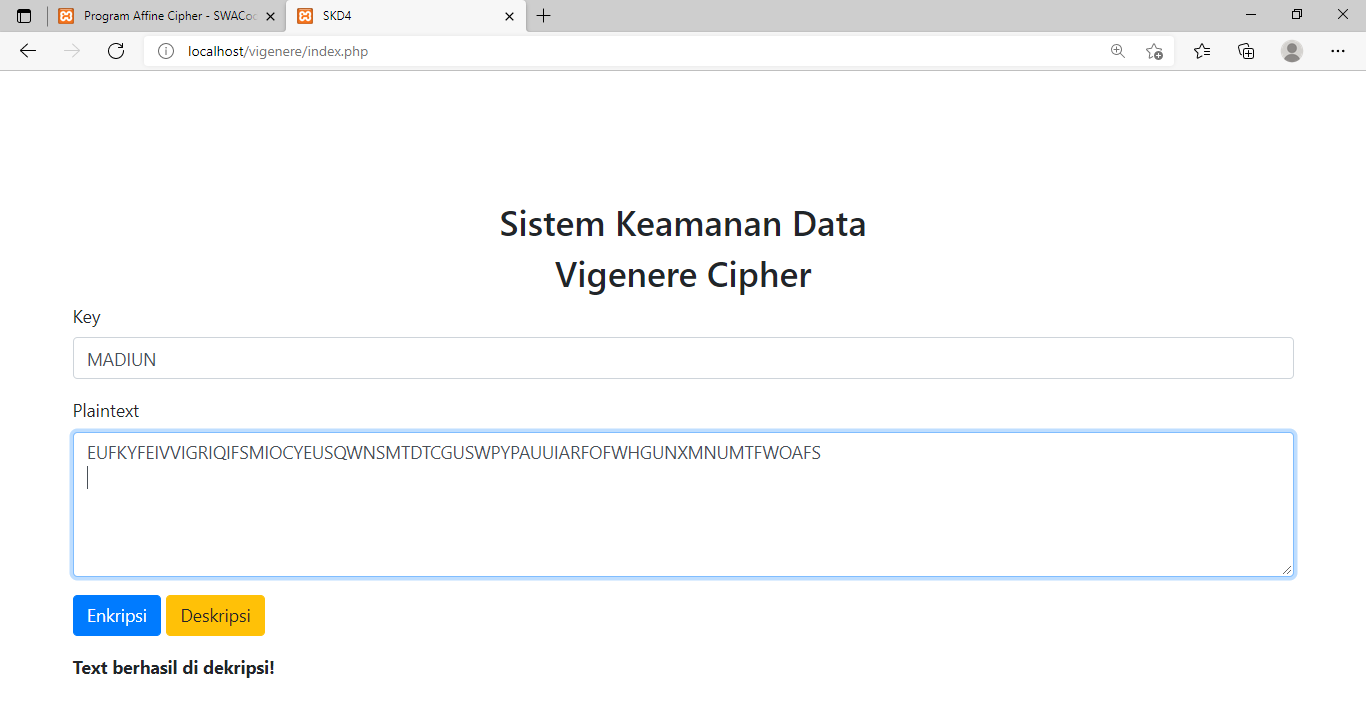 Program Affine Cipher - SWACo
SKD4
localhost/vigenere/index.php
Sistem Keamanan Data
Vigenere Cipher
Key
MADIUN
Plaintext
EUFKYFEIVVIGRIQIFSMIOCYEUSQWNSMTDTCGUSWPYPAUUIARFOFWHGUNXMNUMTFWOAFS
Enkripsi Deskripsi
Text berhasil di dekripsi!